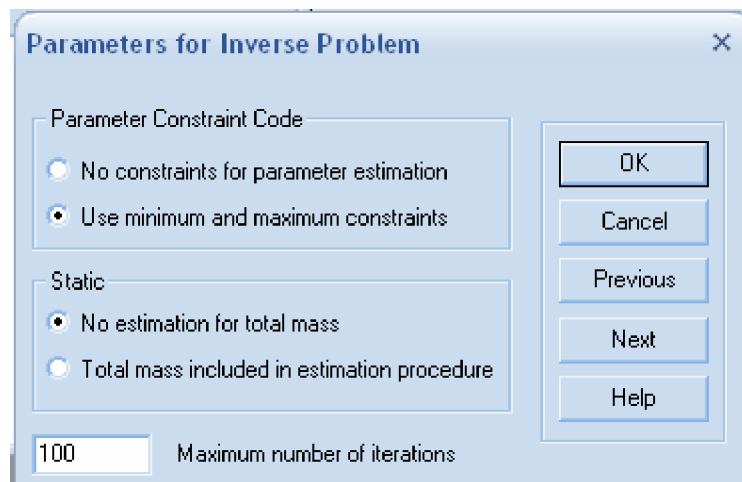 Parameters for Inverse Problem
Parameter Constraint Code
No constraints for parameter estimation
Use minimum and maximum constraints
Static
No estimation for total mass
Total mass included in estimation procedure
100 Maximum number of iterations
OK
Cancel
Previous
Next
Help